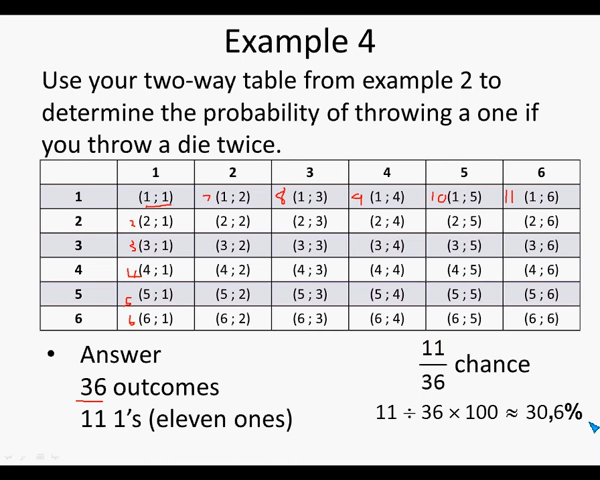 Example 4
Use your two-way table from example 2 to
determine the probability of throwing a one if
you throw a die twice.
1 2 3 4 5 6
1 (1 ; 1) 7 (1 ; 2) 8 (1 ; 3) 9 (1 ; 4) 10 (1 ; 5) 11 (1 ; 6)
2 2 (2 ; 1) (2 ; 2) (2 ; 3) (2 ; 4) (2 ; 5) (2 ; 6)
3 3 (3 ; 1) (3 ; 2) (3 ; 3) (3 ; 4) (3 ; 5) (3 ; 6)
4 4 (4 ; 1) (4 ; 2) (4 ; 3) (4 ; 4) (4 ; 5) (4 ; 6)
5 5 (5 ; 1) (5 ; 2) (5 ; 3) (5 ; 4) (5 ; 5) (5 ; 6)
6 6 (6 ; 1) (6 ; 2) (6 ; 3) (6 ; 4) (6 ; 5) (6 ; 6)
• Answer
36 outcomes
11 1's (eleven ones)
11/36 chance
11 ÷ 36 × 100 ≈ 30,6%